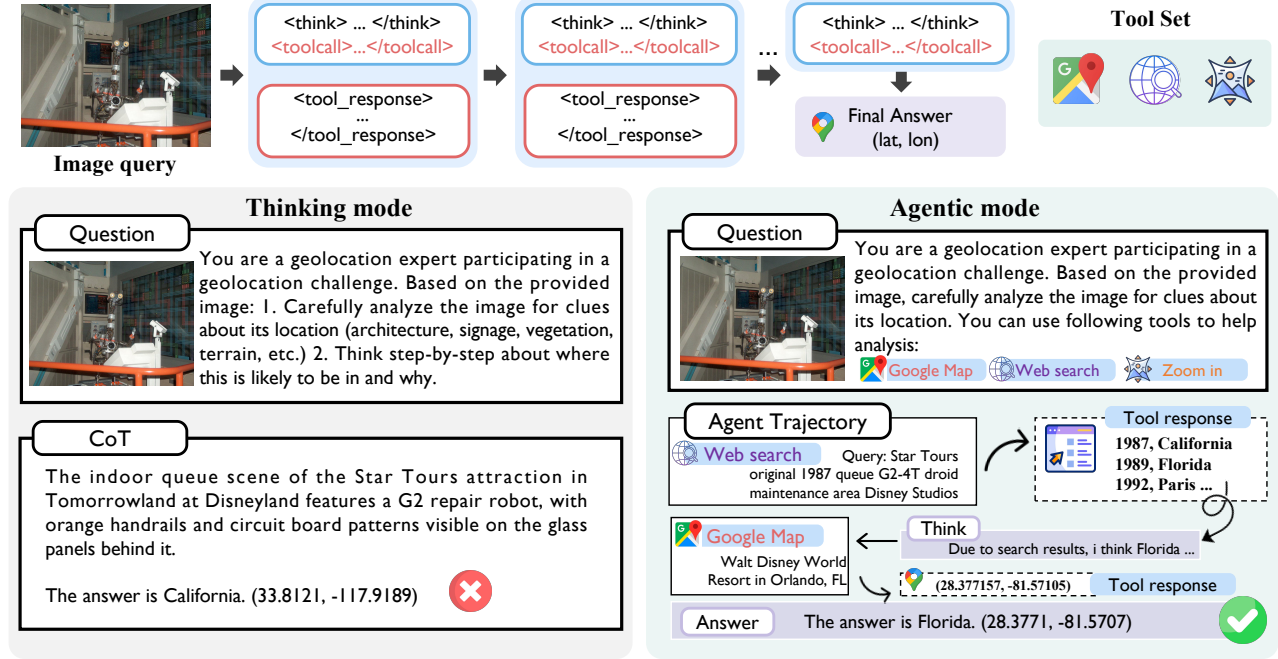 <think> ... </think>
<toolcall>...</toolcall>
<tool_response>
...
</tool_response>
<think> ... </think>
<toolcall>...</toolcall>
<tool_response>
...
</tool_response>
...
<think> ... </think>
<toolcall>...</toolcall>
Final Answer
(lat, lon)
Tool Set
G
Image query
Thinking mode
Question
You are a geolocation expert participating in a
geolocation challenge. Based on the provided
image: 1. Carefully analyze the image for clues
about its location (architecture, signage, vegetation,
terrain, etc.) 2. Think step-by-step about where
this is likely to be in and why.
CoT
The indoor queue scene of the Star Tours attraction in
Tomorrowland at Disneyland features a G2 repair robot, with
orange handrails and circuit board patterns visible on the glass
panels behind it.
The answer is California. (33.8121, -117.9189)
Agentic mode
Question
You are a geolocation expert participating in a
geolocation challenge. Based on the provided
image, carefully analyze the image for clues about
its location. You can use following tools to help
analysis:
G
Google Map
Web search
Zoom in
Agent Trajectory
Web search
Query: Star Tours
original 1987 queue G2-4T droid
maintenance area Disney Studios
Tool response
1987, California
1989, Florida
1992, Paris ...
Think
Due to search results, i think Florida ...
G
Google Map
Walt Disney World
Resort in Orlando, FL
(28.377157, -81.57105)
Tool response
Answer
The answer is Florida. (28.3771, -81.5707)